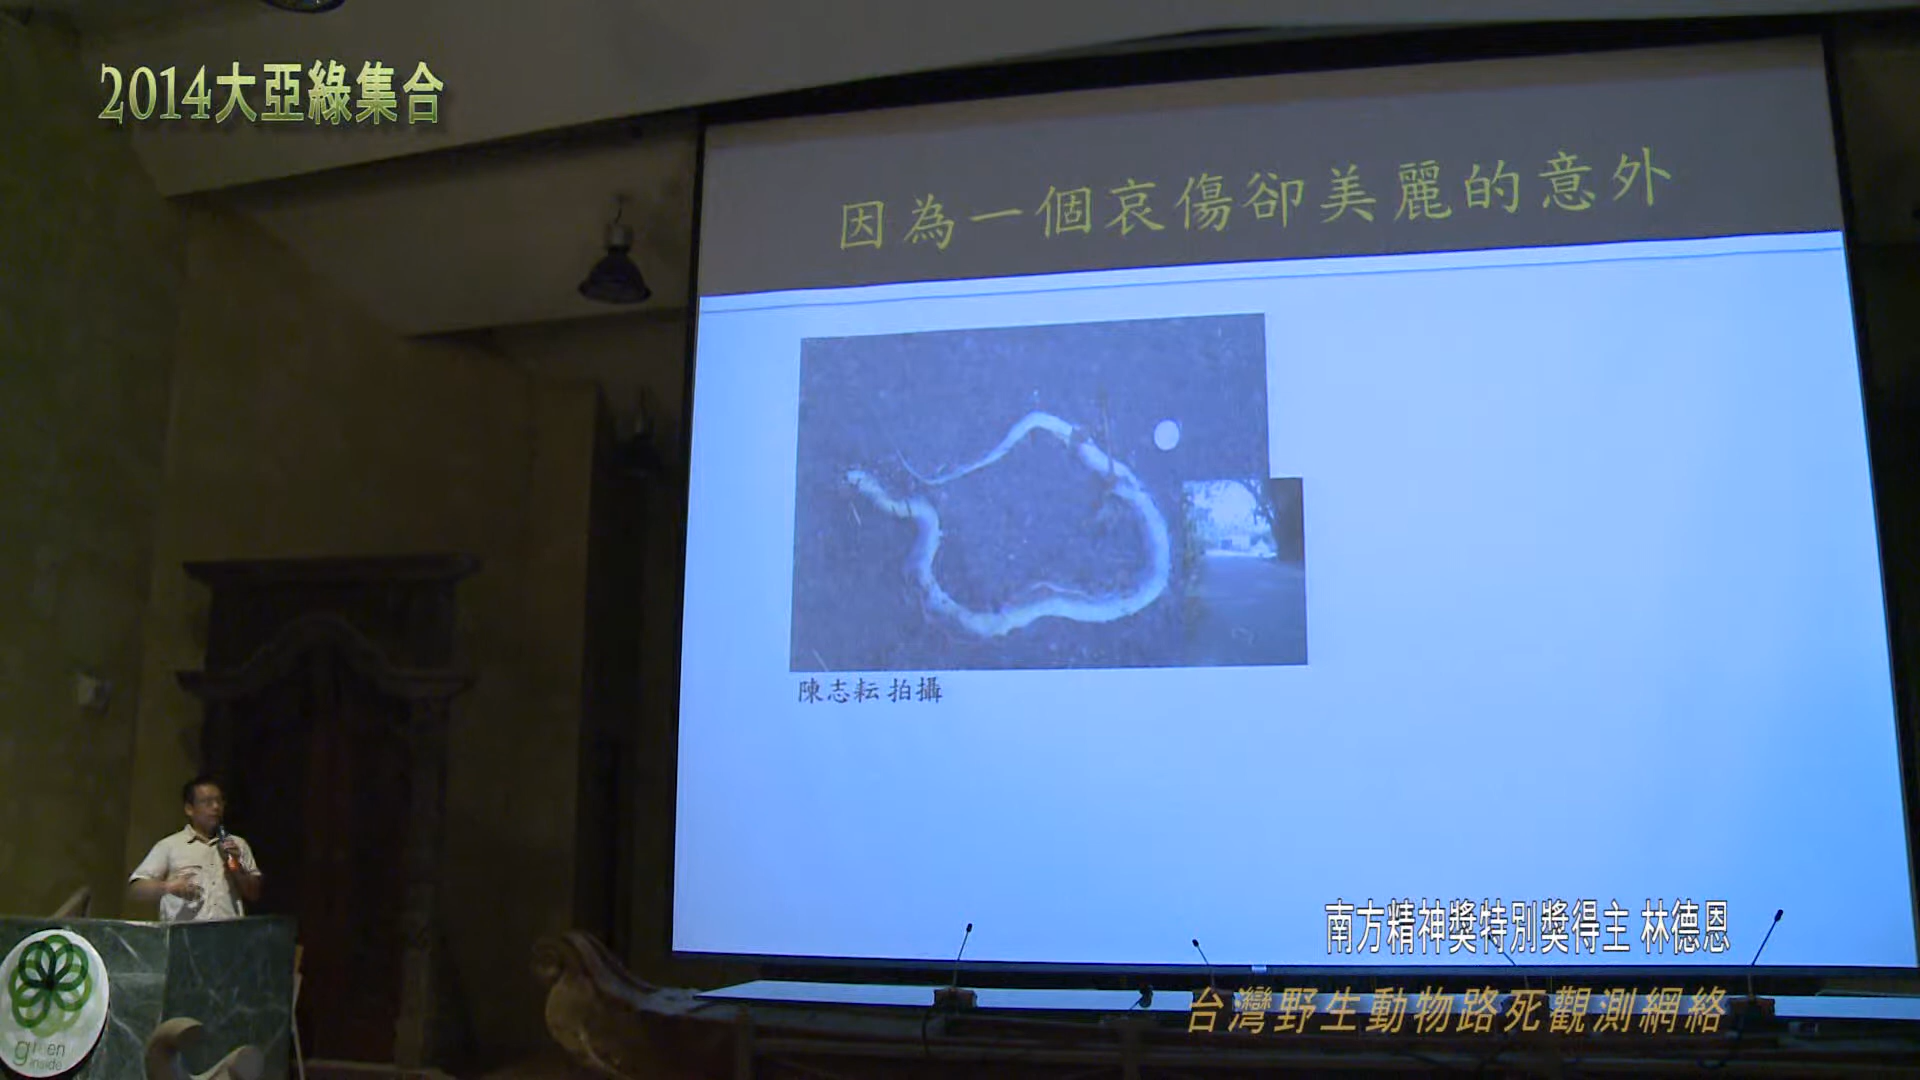 2014大亞綠集合
因為一個哀傷卻美麗的意外
陳志耘 拍攝
南方精神獎特別獎得主 林德恩
台灣野生動物路死觀測網絡
green
inside